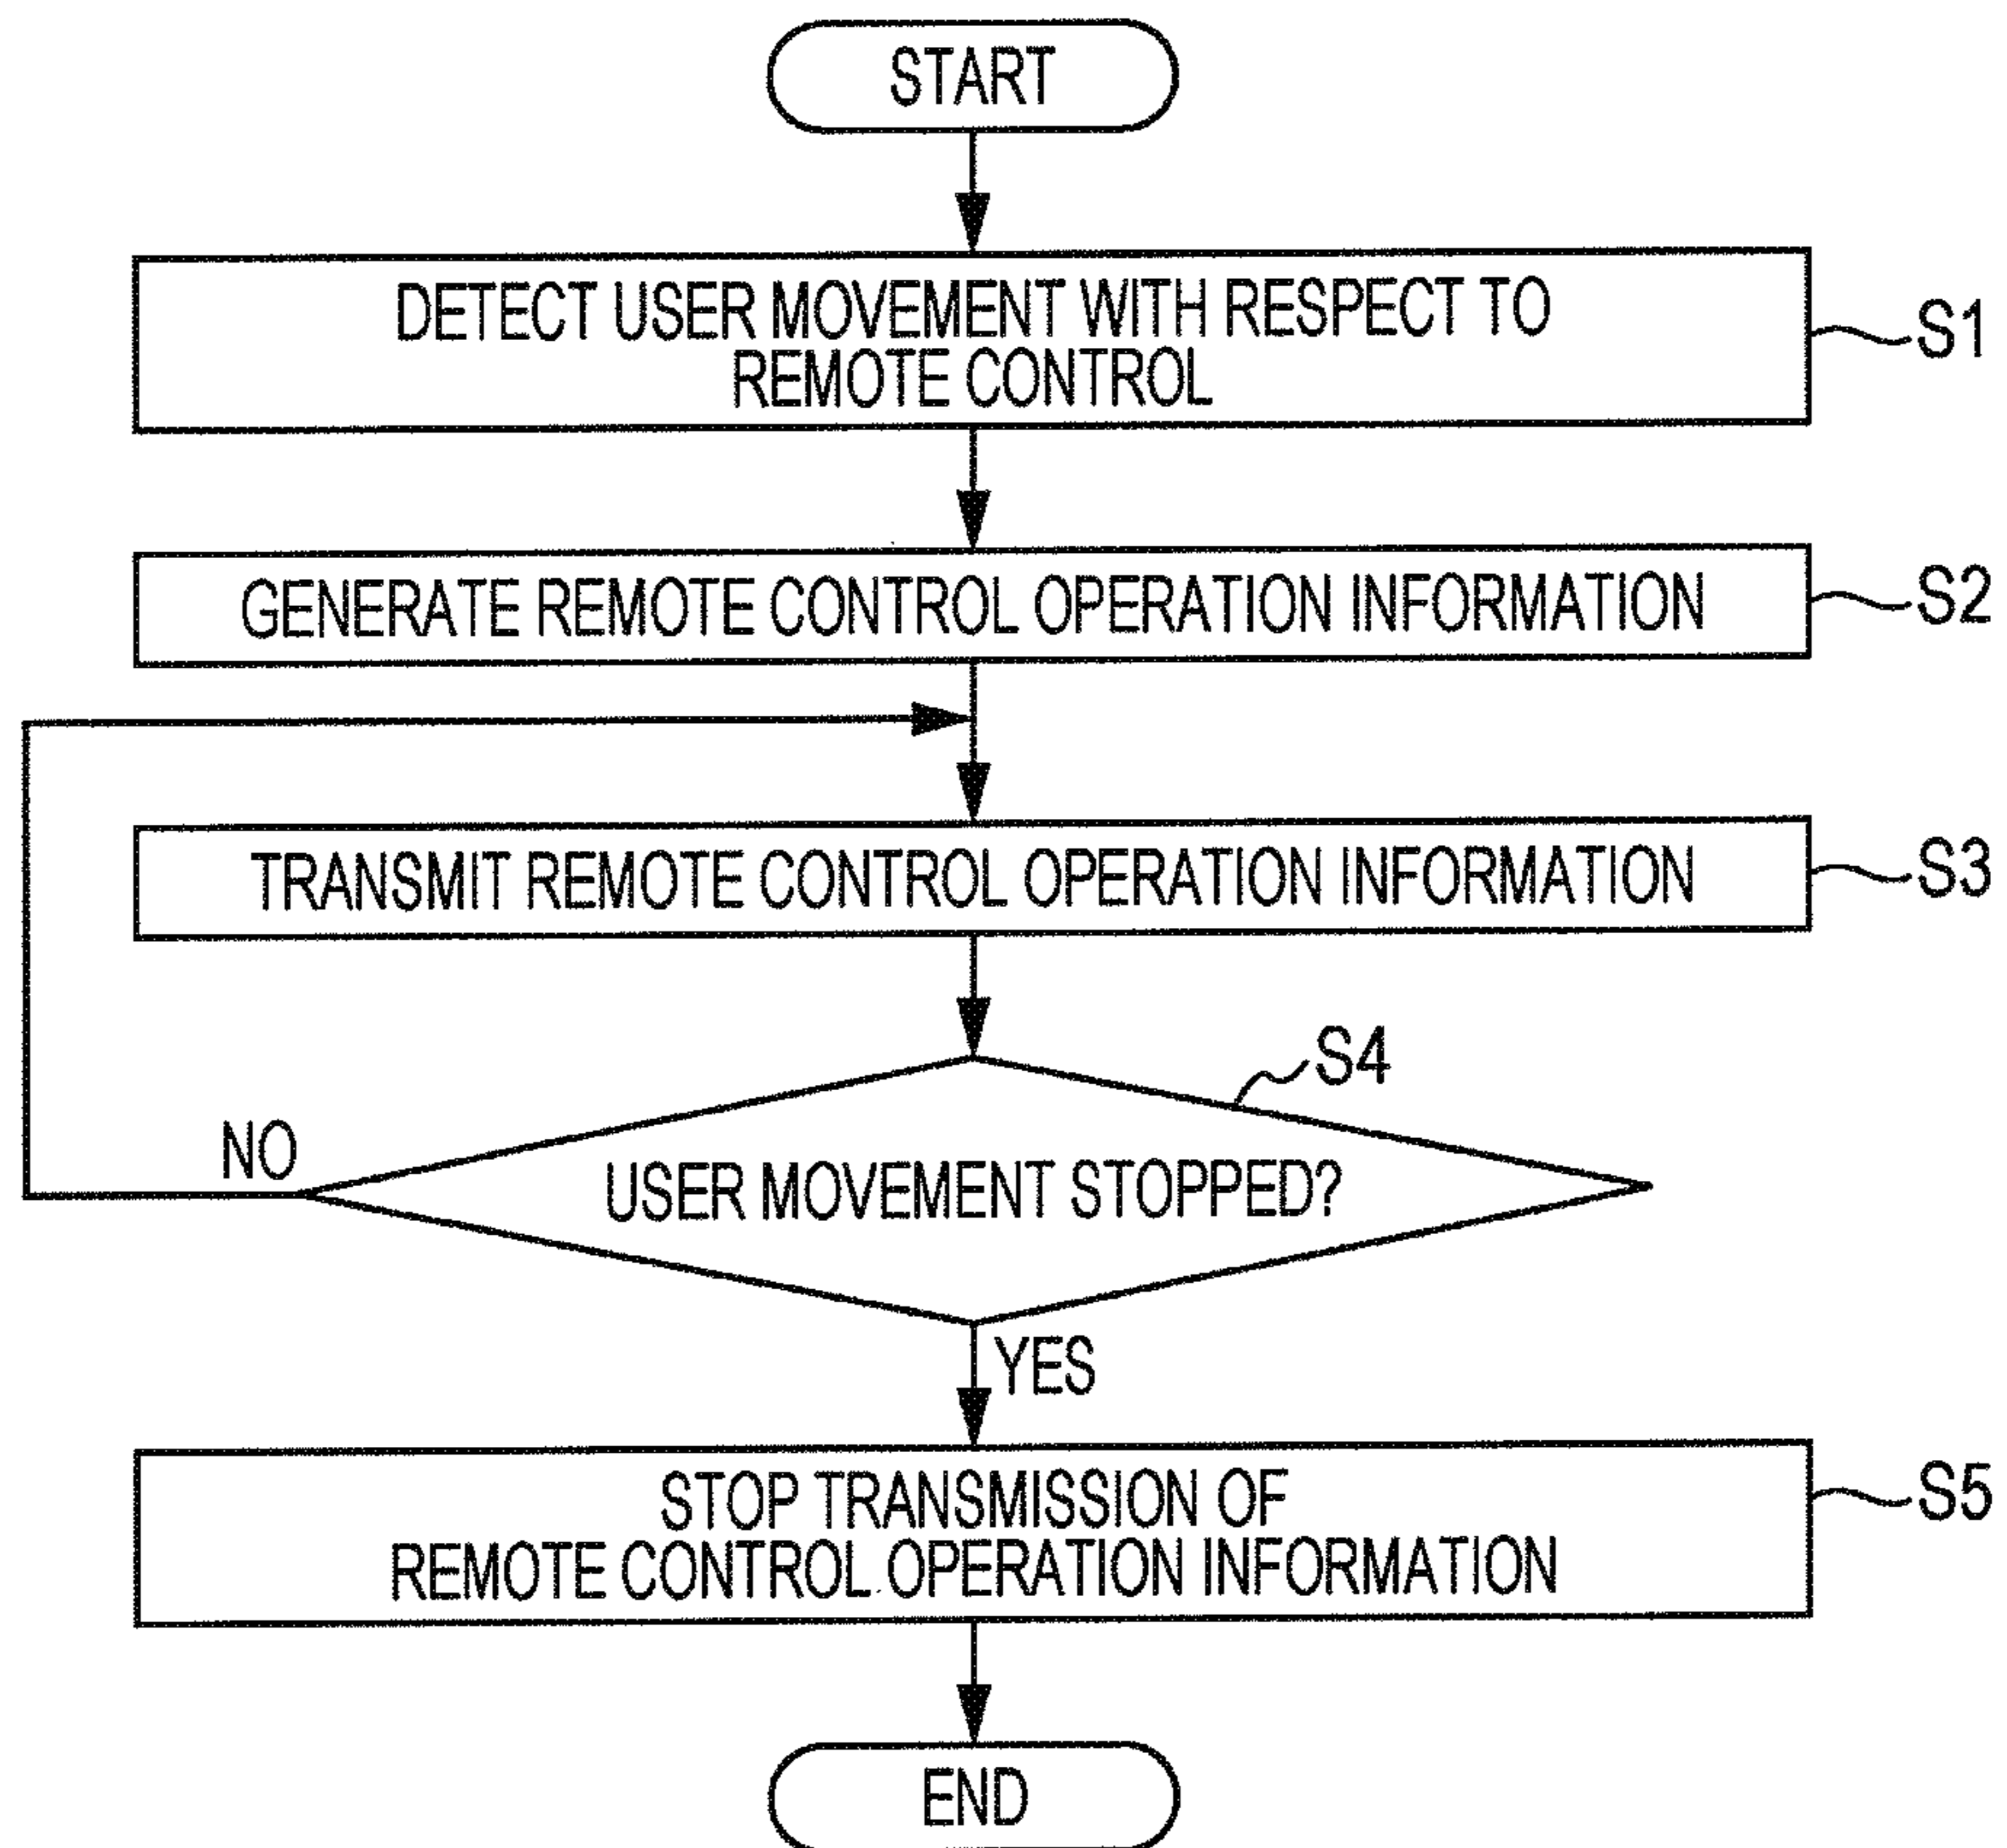 START
DETECT USER MOVEMENT WITH RESPECT TO
REMOTE CONTROL
S1
GENERATE REMOTE CONTROL OPERATION INFORMATION
S2
TRANSMIT REMOTE CONTROL OPERATION INFORMATION
S3
S4
NO
USER MOVEMENT STOPPED?
YES
STOP TRANSMISSION OF
REMOTE CONTROL OPERATION INFORMATION
S5
END